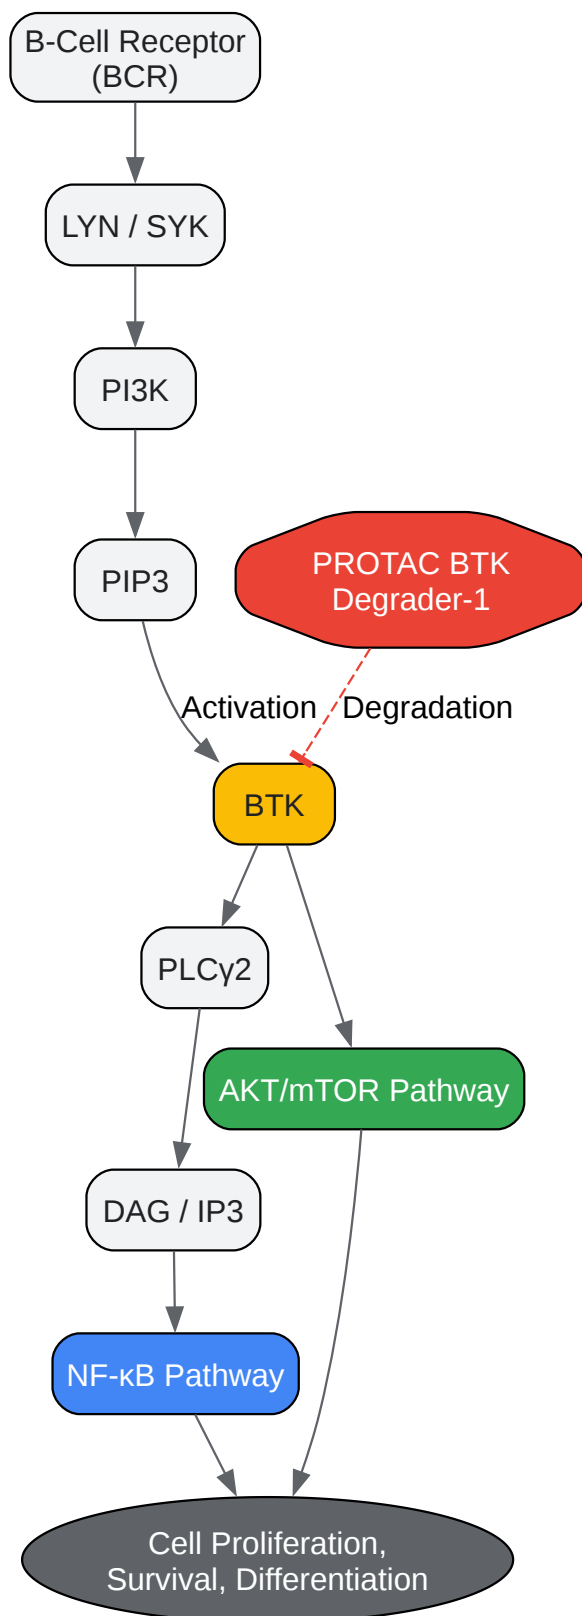 B-Cell Receptor
(BCR)
LYN / SYK
PI3K
PIP3
PROTAC BTK
Degrader-1
Activation
Degradation
BTK
PLCγ2
AKT/mTOR Pathway
DAG / IP3
NF-κB Pathway
Cell Proliferation,
Survival, Differentiation